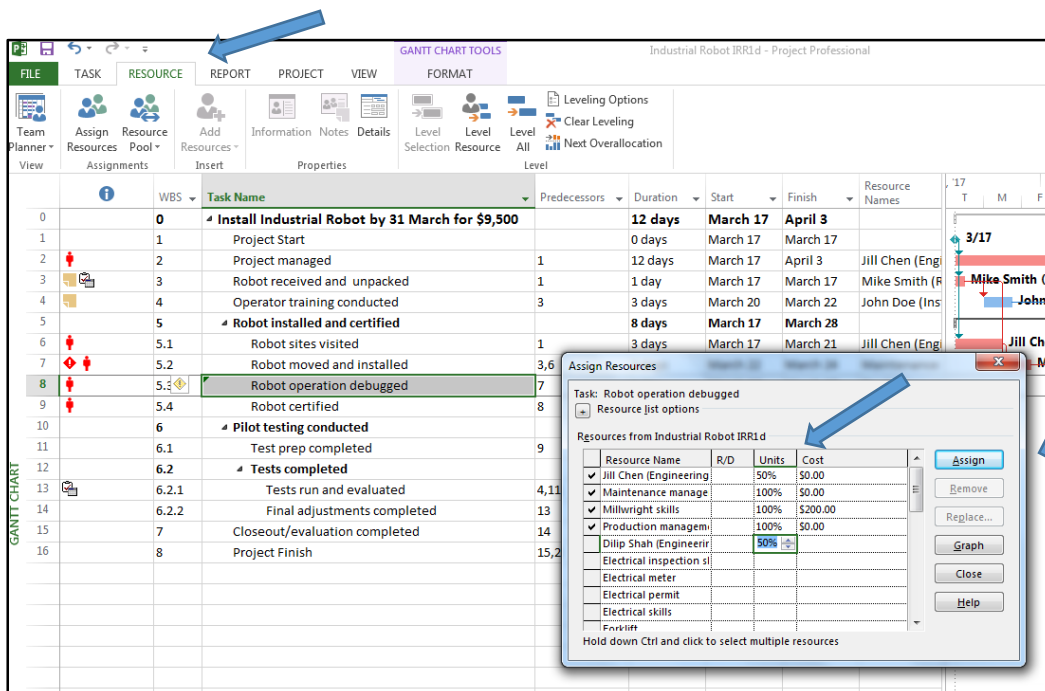 GANTT CHART TOOLS Industrial Robot IRR1d - Project Professional
FILE TASK RESOURCE REPORT PROJECT VIEW FORMAT
Team Planner Assign Resources Resource Pool Add Resources Information Notes Details Level Selection Level Resource Level All Leveling Options
Clear Leveling
Next Overallocation
View Assignments Insert Properties Level
WBS Task Name Predecessors Duration Start Finish Resource Names '17
T M F
0 0 Install Industrial Robot by 31 March for $9,500 12 days March 17 April 3
1 1 Project Start 0 days March 17 March 17 3/17
2 2 Project managed 1 12 days March 17 April 3 Jill Chen (Engi
3 3 Robot received and unpacked 1 1 day March 17 March 17 Mike Smith (R Mike Smith (
4 4 Operator training conducted 3 3 days March 20 March 22 John Doe (Ins John
5 5 Robot installed and certified 8 days March 17 March 28
6 5.1 Robot sites visited 1 3 days March 17 March 21 Jill Chen (Engi Jill Ch
7 5.2 Robot moved and installed 3,6 M
8 5.3 Robot operation debugged 7
9 5.4 Robot certified 8
10 6 Pilot testing conducted
11 6.1 Test prep completed 9
12 6.2 Tests completed
13 6.2.1 Tests run and evaluated 4,11
14 6.2.2 Final adjustments completed 13
15 7 Closeout/evaluation completed 14
16 8 Project Finish 15,2
GANTT CHART
Assign Resources
Task: Robot operation debugged
+ Resource list options
Resources from Industrial Robot IRR1d
Resource Name R/D Units Cost
Jill Chen (Engineering 50% $0.00
Maintenance manage 100% $0.00
Millwright skills 100% $200.00
Production managem 100% $0.00
Dilip Shah (Engineerir 50%
Electrical inspection sl
Electrical meter
Electrical permit
Electrical skills
Forklift
Assign
Remove
Replace...
Graph
Close
Help
Hold down Ctrl and click to select multiple resources